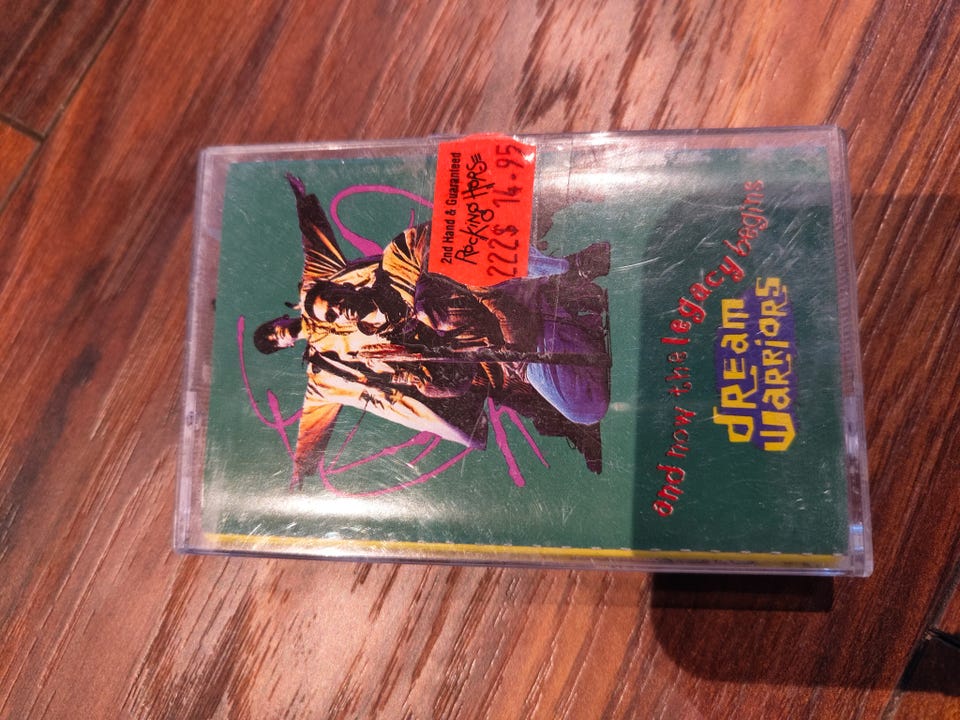 2nd Hand & Guaranteed
ROCKING HORSE
222$ 14.95
and now the legacy begins
dREam
waRRiORS